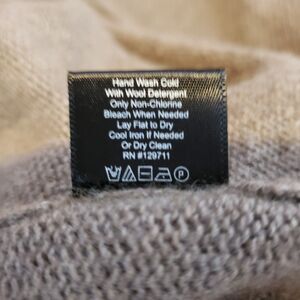 Hand Wash Cold
With Wool Detergent
Only Non-Chlorine
Bleach When Needed
Lay Flat to Dry
Cool Iron If Needed
Or Dry Clean
RN #129711
P